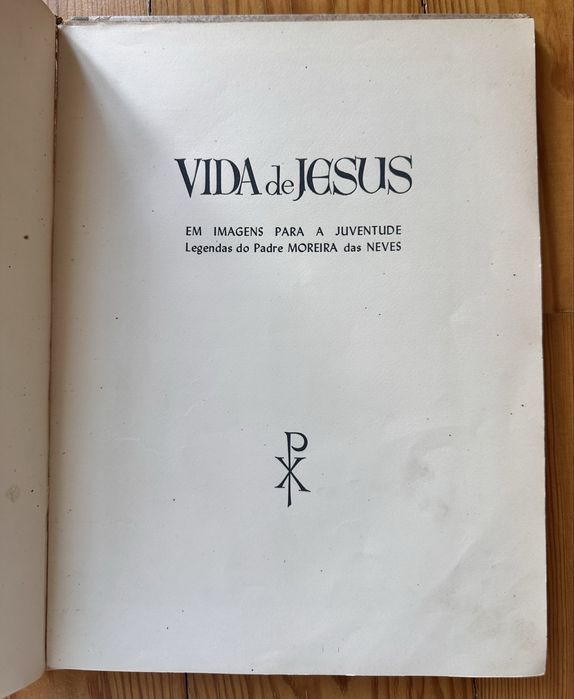 VIDA de JESUS
EM IMAGENS PARA A JUVENTUDE
Legendas do Padre MOREIRA das NEVES